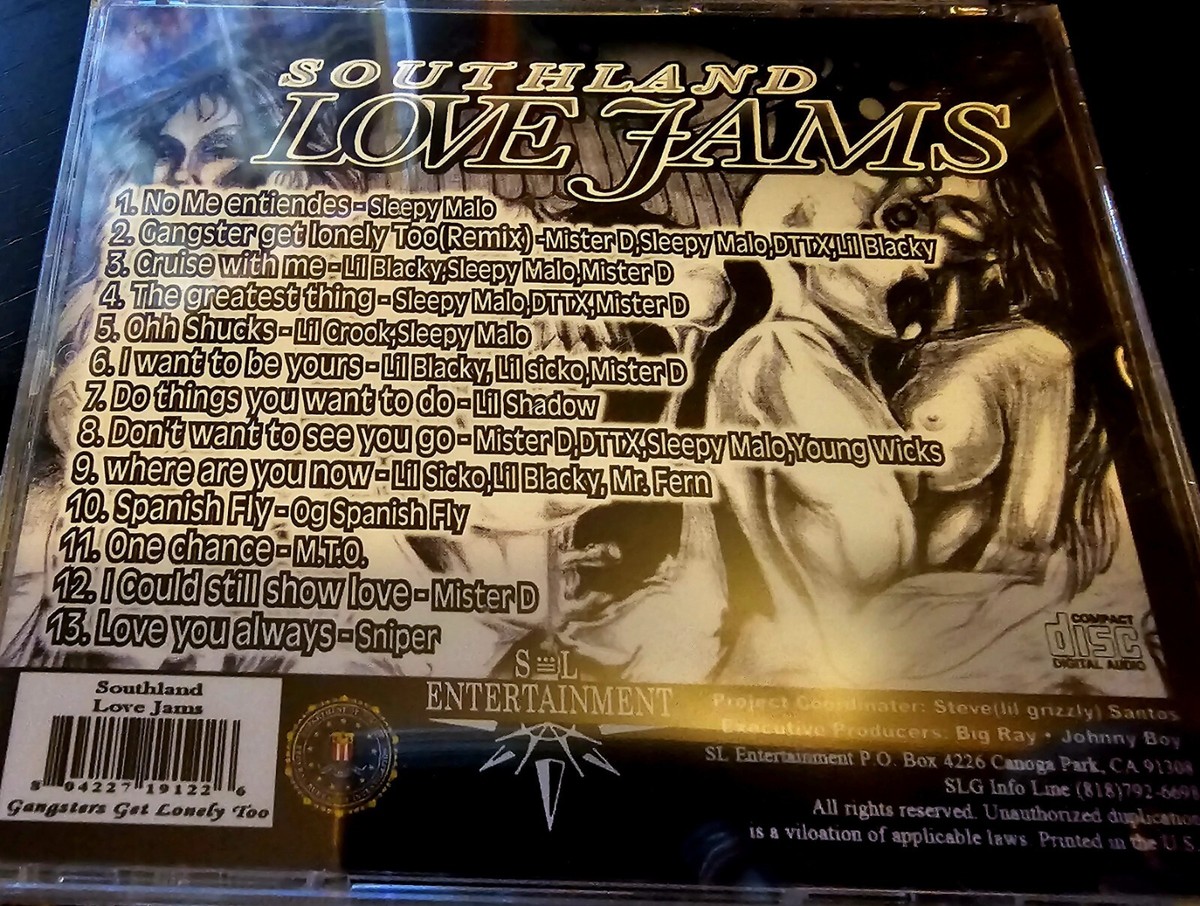 SOUTHLAND
LOVE JAMS
1. No Me entiendes - Sleepy Malo
2. Gangster get lonely Too(Remix) -Mister D,Sleepy Malo,DTTX,Lil Blacky
3. Cruise with me - Lil Blacky,Sleepy Malo,Mister D
4. The greatest thing - Sleepy Malo,DTTX,Mister D
5. Ohh Shucks - Lil Crook,Sleepy Malo
6. I want to be yours - Lil Blacky, Lil sicko,Mister D
7. Do things you want to do - Lil Shadow
8. Don't want to see you go - Mister D,DTTX,Sleepy Malo,Young Wicks
9. where are you now - Lil Sicko,Lil Blacky, Mr. Fern
10. Spanish Fly - Og Spanish Fly
11. One chance - M.T.O.
12. I Could still show love - Mister D
13. Love you always - Sniper
COMPACT
disc
DIGITAL AUDIO
S L
ENTERTAINMENT
Southland
Love Jams
8 04227 19122 6
Gangsters Get Lonely Too
Project Coordinater: Steve(lil grizzly) Santos
Executive Producers: Big Ray • Johnny Boy
SL Entertainment P.O. Box 4226 Canoga Park, CA 91308
SLG Info Line (818)792-6698
All rights reserved. Unauthorized duplication
is a viloation of applicable laws. Printed in the U.S.